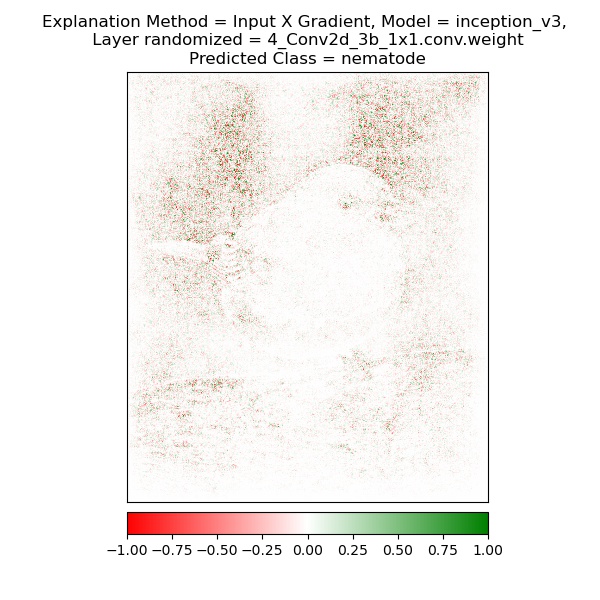 Explanation Method = Input X Gradient, Model = inception_v3,
Layer randomized = 4_Conv2d_3b_1x1.conv.weight
Predicted Class = nematode
−1.00 −0.75 −0.50 −0.25 0.00 0.25 0.50 0.75 1.00